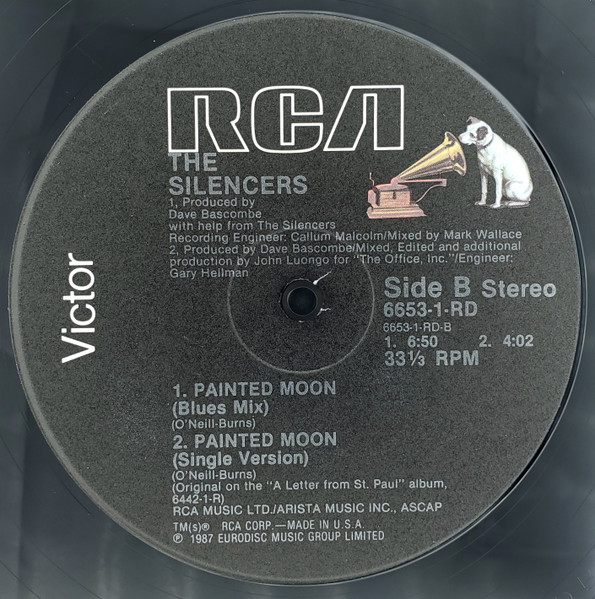 RCA
THE
SILENCERS
1, Produced by
Dave Bascombe
with help from The Silencers
Recording Engineer: Callum Malcolm/Mixed by Mark Wallace
2, Produced by Dave Bascombe/Mixed, Edited and additional
production by John Luongo for "The Office, Inc."/Engineer:
Gary Hellman
Victor
Side B Stereo
6653-1-RD
6653-1-RD-B
1. 6:50 2. 4:02
33⅓ RPM
1. PAINTED MOON
(Blues Mix)
(O'Neill-Burns)
2. PAINTED MOON
(Single Version)
(O'Neill-Burns)
(Original on the "A Letter from St. Paul" album,
6442-1-R)
RCA MUSIC LTD./ARISTA MUSIC INC., ASCAP
TM(s)® RCA CORP.—MADE IN U.S.A.
℗ 1987 EURODISC MUSIC GROUP LIMITED